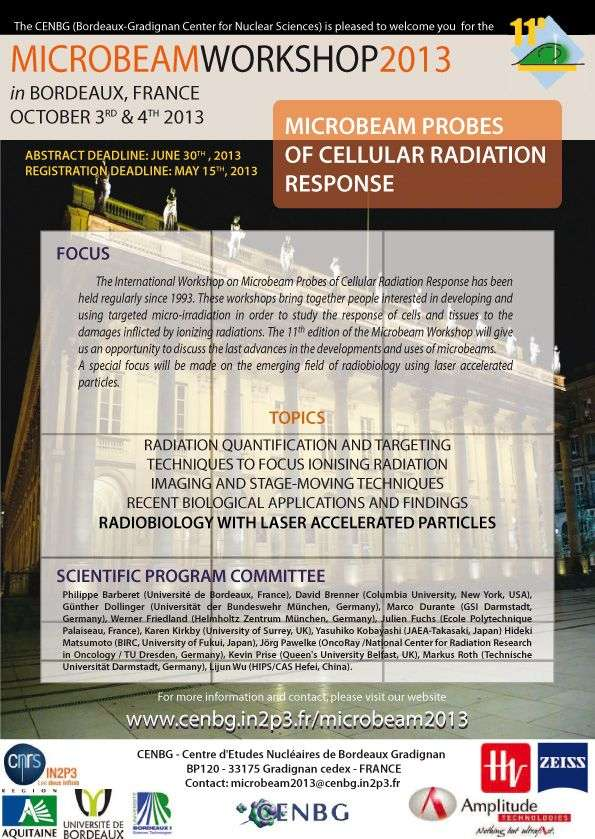 The CENBG (Bordeaux-Gradignan Center for Nuclear Sciences) is pleased to welcome you for the
11th
MICROBEAMWORKSHOP2013
in BORDEAUX, FRANCE
OCTOBER 3RD & 4TH 2013
MICROBEAM PROBES
OF CELLULAR RADIATION
RESPONSE
ABSTRACT DEADLINE: JUNE 30TH , 2013
REGISTRATION DEADLINE: MAY 15TH, 2013
FOCUS
The International Workshop on Microbeam Probes of Cellular Radiation Response has been
held regularly since 1993. These workshops bring together people interested in developing and
using targeted micro-irradiation in order to study the response of cells and tissues to the
damages inflicted by ionizing radiations. The 11th edition of the Microbeam Workshop will give
us an opportunity to discuss the last advances in the developments and uses of microbeams.
A special focus will be made on the emerging field of radiobiology using laser accelerated
particles.
TOPICS
RADIATION QUANTIFICATION AND TARGETING
TECHNIQUES TO FOCUS IONISING RADIATION
IMAGING AND STAGE-MOVING TECHNIQUES
RECENT BIOLOGICAL APPLICATIONS AND FINDINGS
RADIOBIOLOGY WITH LASER ACCELERATED PARTICLES
SCIENTIFIC PROGRAM COMMITTEE
Philippe Barberet (Université de Bordeaux, France), David Brenner (Columbia University, New York, USA),
Günther Dollinger (Universität der Bundeswehr München, Germany), Marco Durante (GSI Darmstadt,
Germany), Werner Friedland (Helmholtz Zentrum München, Germany), Julien Fuchs (Ecole Polytechnique
Palaiseau, France), Karen Kirkby (University of Surrey, UK), Yasuhiko Kobayashi (JAEA-Takasaki, Japan) Hideki
Matsumoto (BIRC, University of Fukui, Japan), Jörg Pawelke (OncoRay /National Center for Radiation Research
in Oncology / TU Dresden, Germany), Kevin Prise (Queen's University Belfast, UK), Markus Roth (Technische
Universität Darmstadt, Germany), Lijun Wu (HIPS/CAS Hefei, China).
For more information and contact, please visit our website
www.cenbg.in2p3.fr/microbeam2013
CENBG - Centre d'Etudes Nucléaires de Bordeaux Gradignan
BP120 - 33175 Gradignan cedex - FRANCE
Contact: microbeam2013@cenbg.in2p3.fr
cnrs
IN2P3
Les deux infinis
AQUITAINE
UNIVERSITÉ DE
BORDEAUX
Université
BORDEAUX 1
Sciences Technologies
CENBG
HV
ZEISS
Amplitude
TECHNOLOGIES
Nothing but ultrafast.